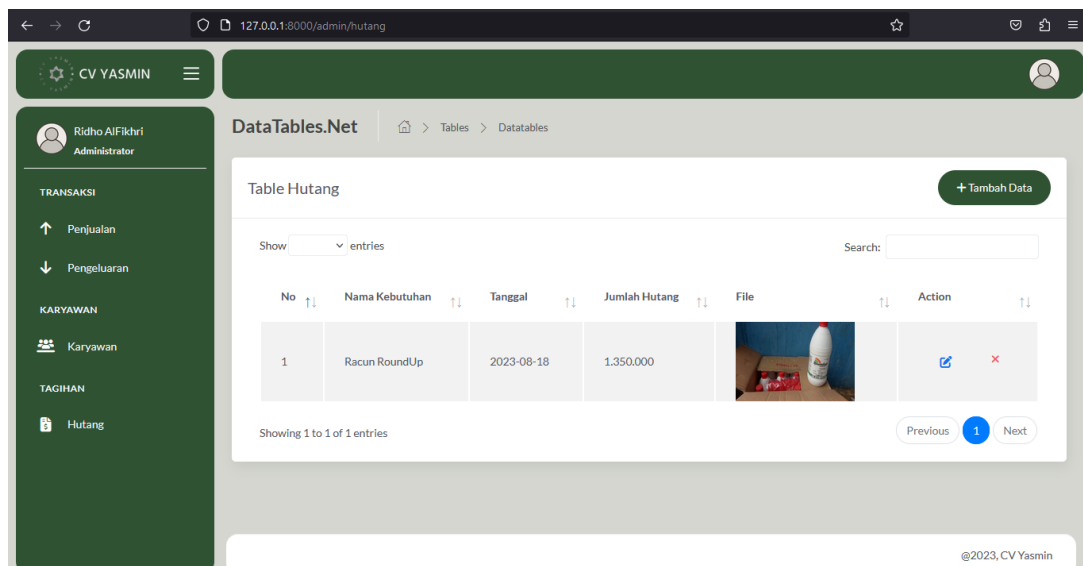 127.0.0.1:8000/admin/hutang
CV YASMIN
Ridho AlFikhri
Administrator
TRANSAKSI
Penjualan
Pengeluaran
KARYAWAN
Karyawan
TAGIHAN
Hutang
DataTables.Net > Tables > Datatables
Table Hutang
+ Tambah Data
Show entries
Search:
No Nama Kebutuhan Tanggal Jumlah Hutang File Action
1 Racun RoundUp 2023-08-18 1.350.000
Showing 1 to 1 of 1 entries
Previous 1 Next
@2023, CV Yasmin